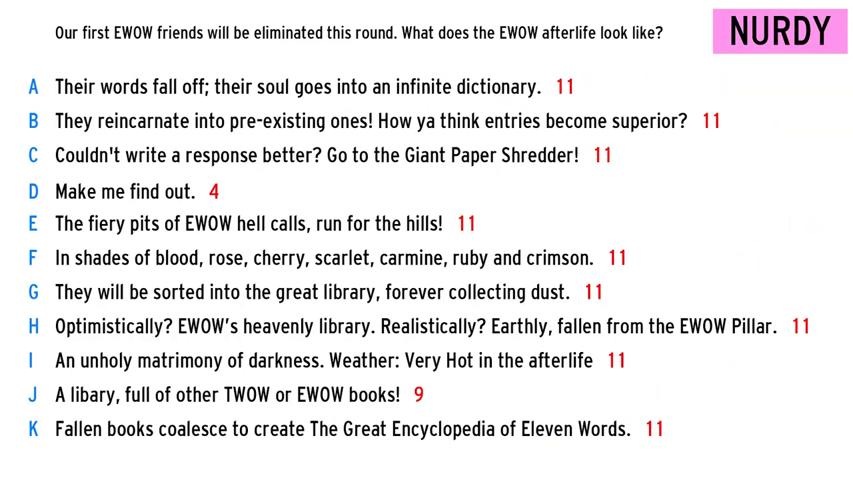 Our first EWOW friends will be eliminated this round. What does the EWOW afterlife look like?
NURDY
A Their words fall off; their soul goes into an infinite dictionary. 11
B They reincarnate into pre-existing ones! How ya think entries become superior? 11
C Couldn't write a response better? Go to the Giant Paper Shredder! 11
D Make me find out. 4
E The fiery pits of EWOW hell calls, run for the hills! 11
F In shades of blood, rose, cherry, scarlet, carmine, ruby and crimson. 11
G They will be sorted into the great library, forever collecting dust. 11
H Optimistically? EWOW's heavenly library. Realistically? Earthly, fallen from the EWOW Pillar. 11
I An unholy matrimony of darkness. Weather: Very Hot in the afterlife 11
J A libary, full of other TWOW or EWOW books! 9
K Fallen books coalesce to create The Great Encyclopedia of Eleven Words. 11